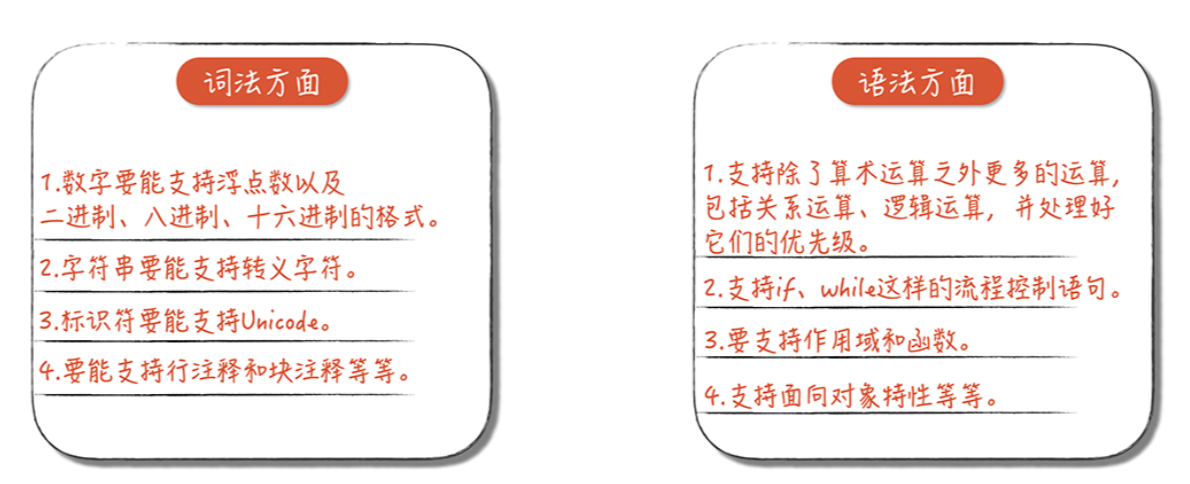 词法方面
1.数字要能支持浮点数以及
二进制、八进制、十六进制的格式。
2.字符串要能支持转义字符。
3.标识符要能支持Unicode。
4.要能支持行注释和块注释等等。
语法方面
1.支持除了算术运算之外更多的运算,
包括关系运算、逻辑运算,并处理好
它们的优先级。
2.支持if、while这样的流程控制语句。
3.要支持作用域和函数。
4.支持面向对象特性等等。